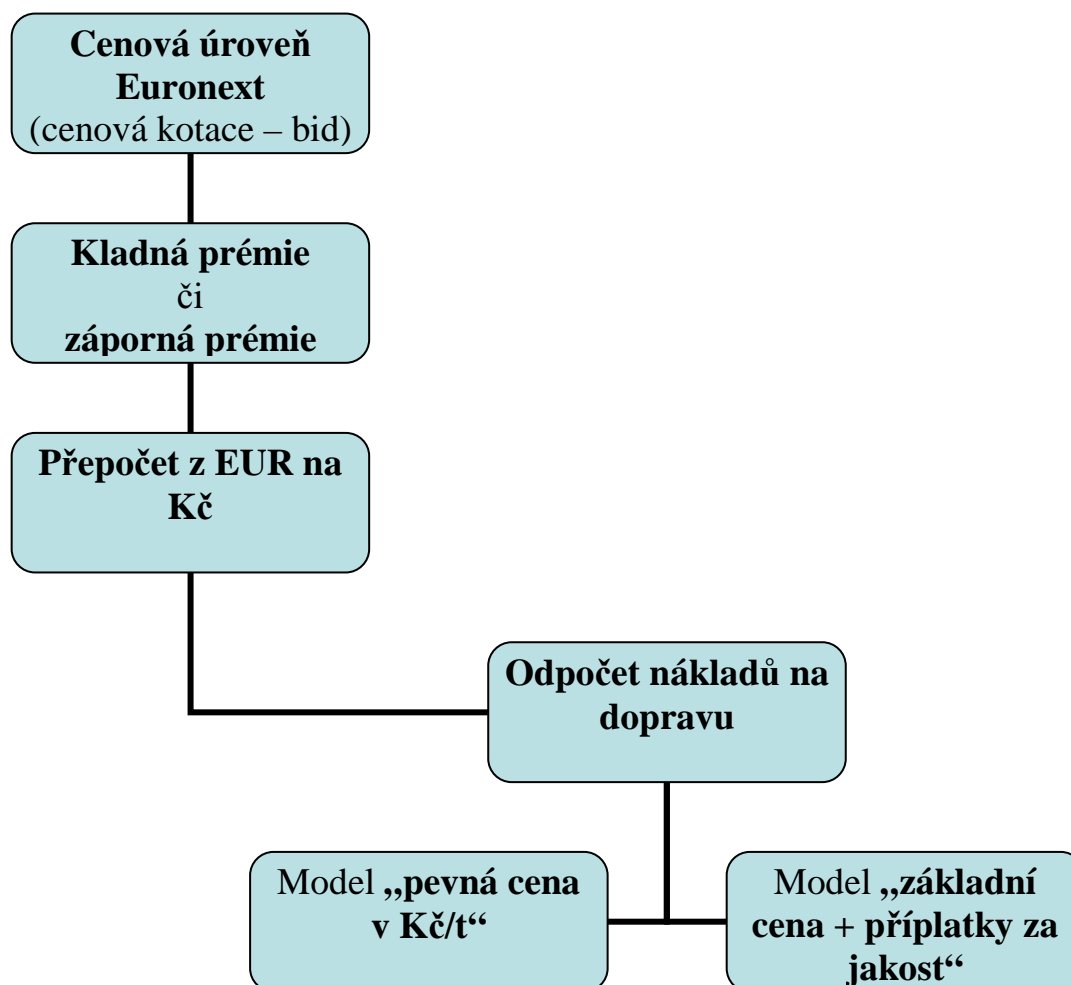 Cenová úroveň
Euronext
(cenová kotace – bid)
Kladná prémie
či
záporná prémie
Přepočet z EUR na
Kč
Odpočet nákladů na
dopravu
Model „pevná cena
v Kč/t“
Model „základní
cena + příplatky za
jakost“